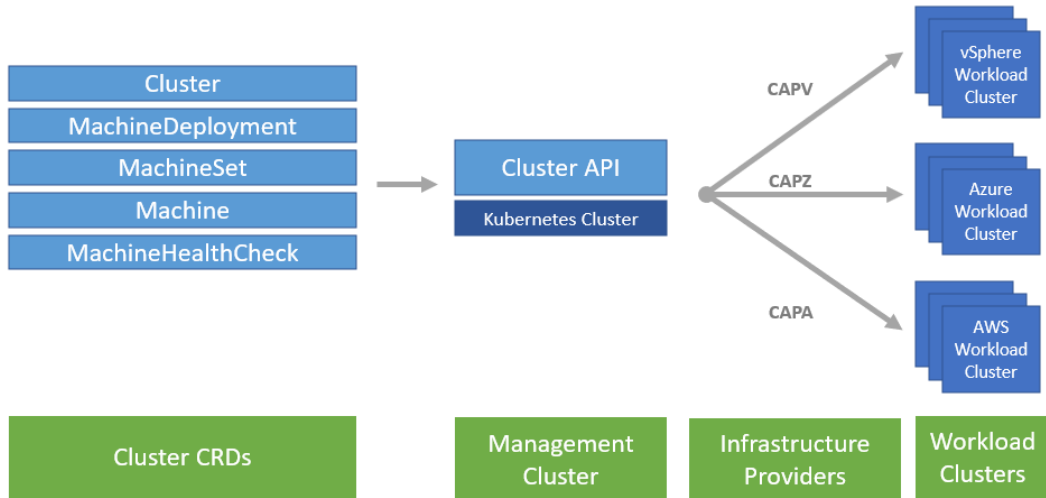 Cluster
MachineDeployment
MachineSet
Machine
MachineHealthCheck
Cluster API
Kubernetes Cluster
CAPV
CAPZ
CAPA
vSphere
Workload
Cluster
Azure
Workload
Cluster
AWS
Workload
Cluster
Cluster CRDs
Management
Cluster
Infrastructure
Providers
Workload
Clusters